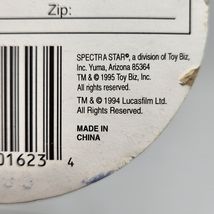 Zip:
SPECTRA STAR®, a division of Toy Biz,
Inc. Yuma, Arizona 85364
TM & © 1995 Toy Biz, Inc.
All rights reserved.
TM & © 1994 Lucasfilm Ltd.
All Rights Reserved.
MADE IN
CHINA
01623 4